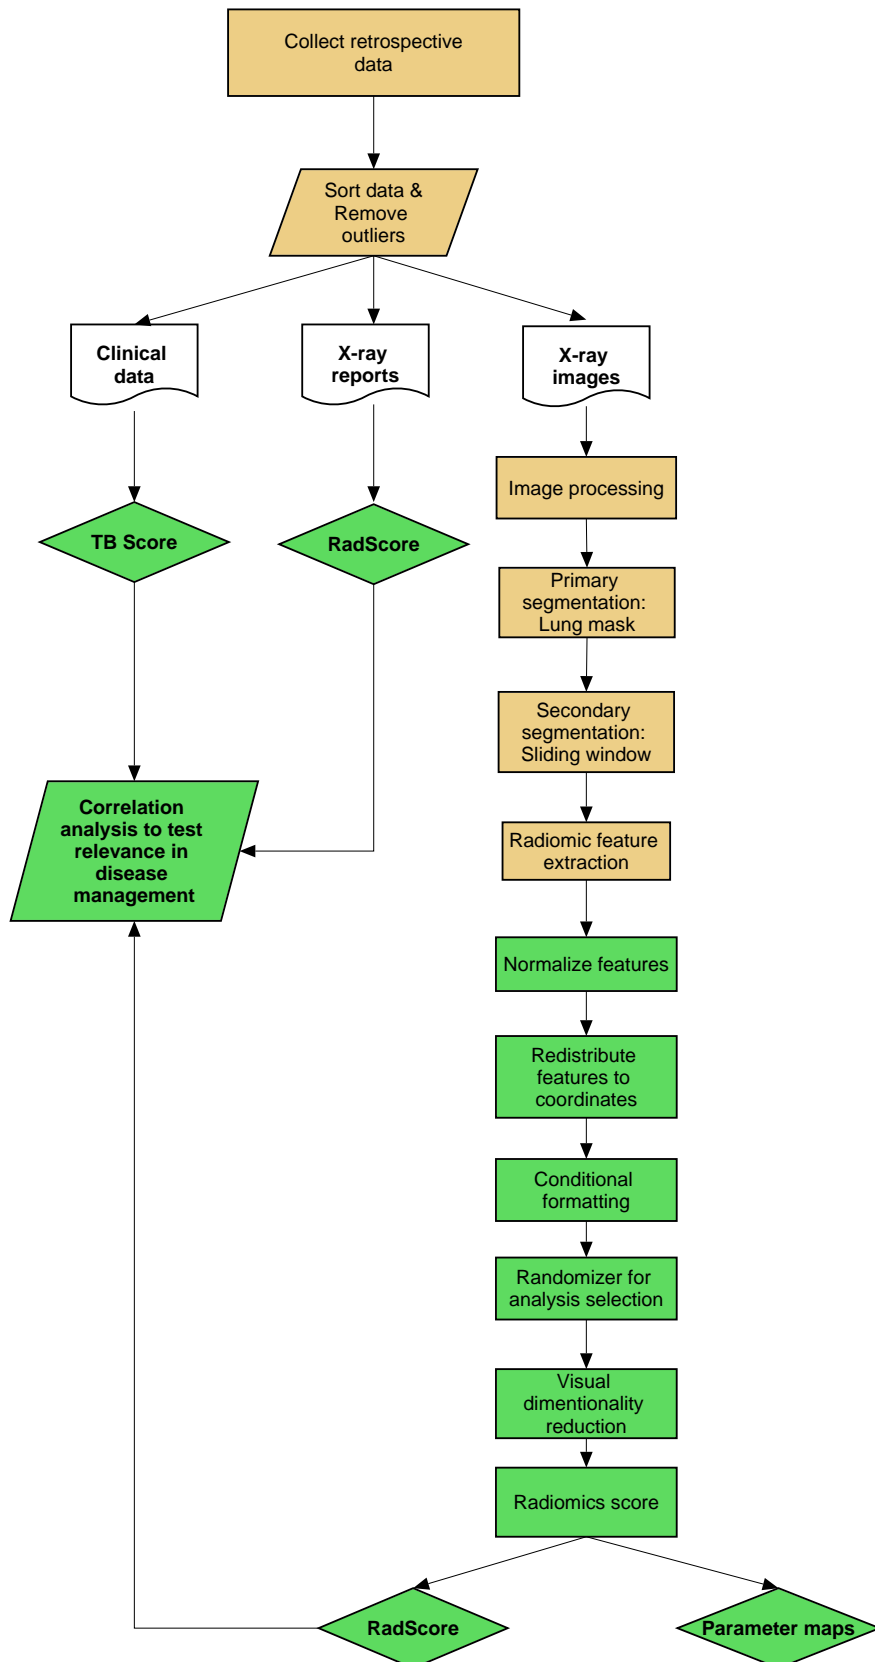 Collect retrospective
data
Sort data &
Remove
outliers
Clinical
data
X-ray
reports
X-ray
images
Image processing
TB Score
RadScore
Primary
segmentation:
Lung mask
Secondary
segmentation:
Sliding window
Correlation
analysis to test
relevance in
disease
management
Radiomic feature
extraction
Normalize features
Redistribute
features to
coordinates
Conditional
formatting
Randomizer for
analysis selection
Visual
dimentionality
reduction
Radiomics score
RadScore
Parameter maps